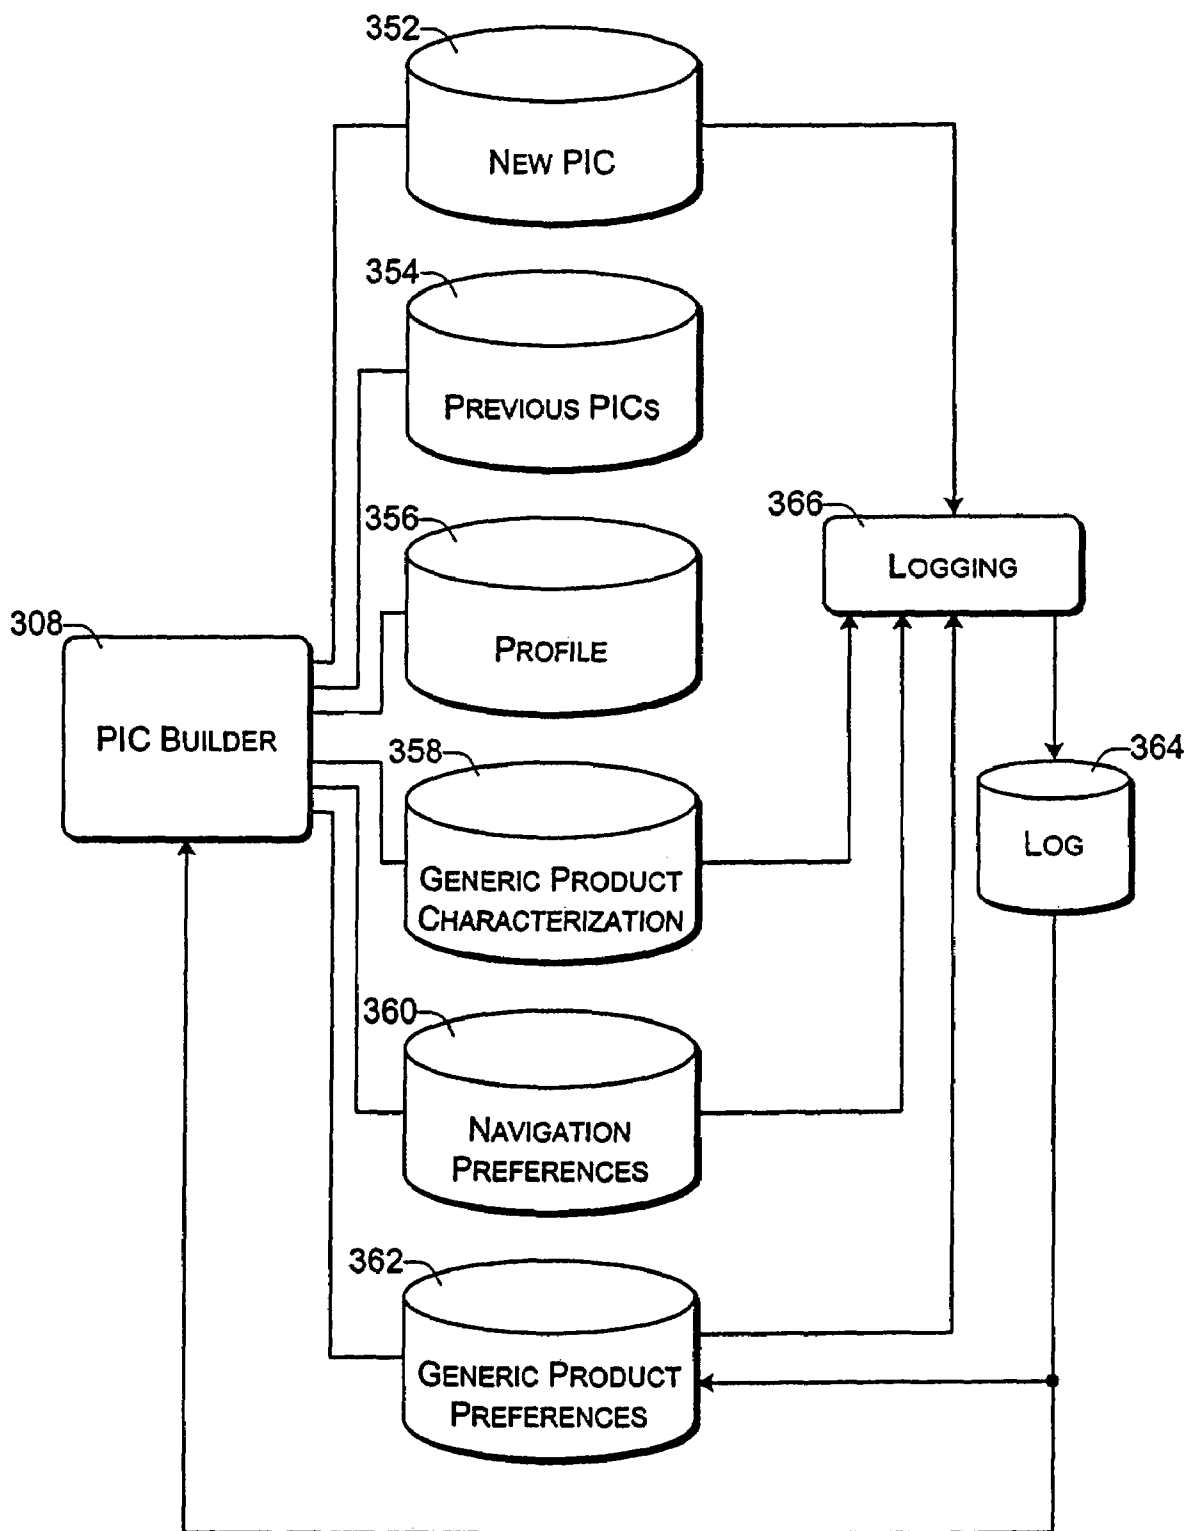 352
NEW PIC
354
PREVIOUS PICS
366
LOGGING
356
PROFILE
308
PIC BUILDER
358
GENERIC PRODUCT
CHARACTERIZATION
364
LOG
360
NAVIGATION
PREFERENCES
362
GENERIC PRODUCT
PREFERENCES